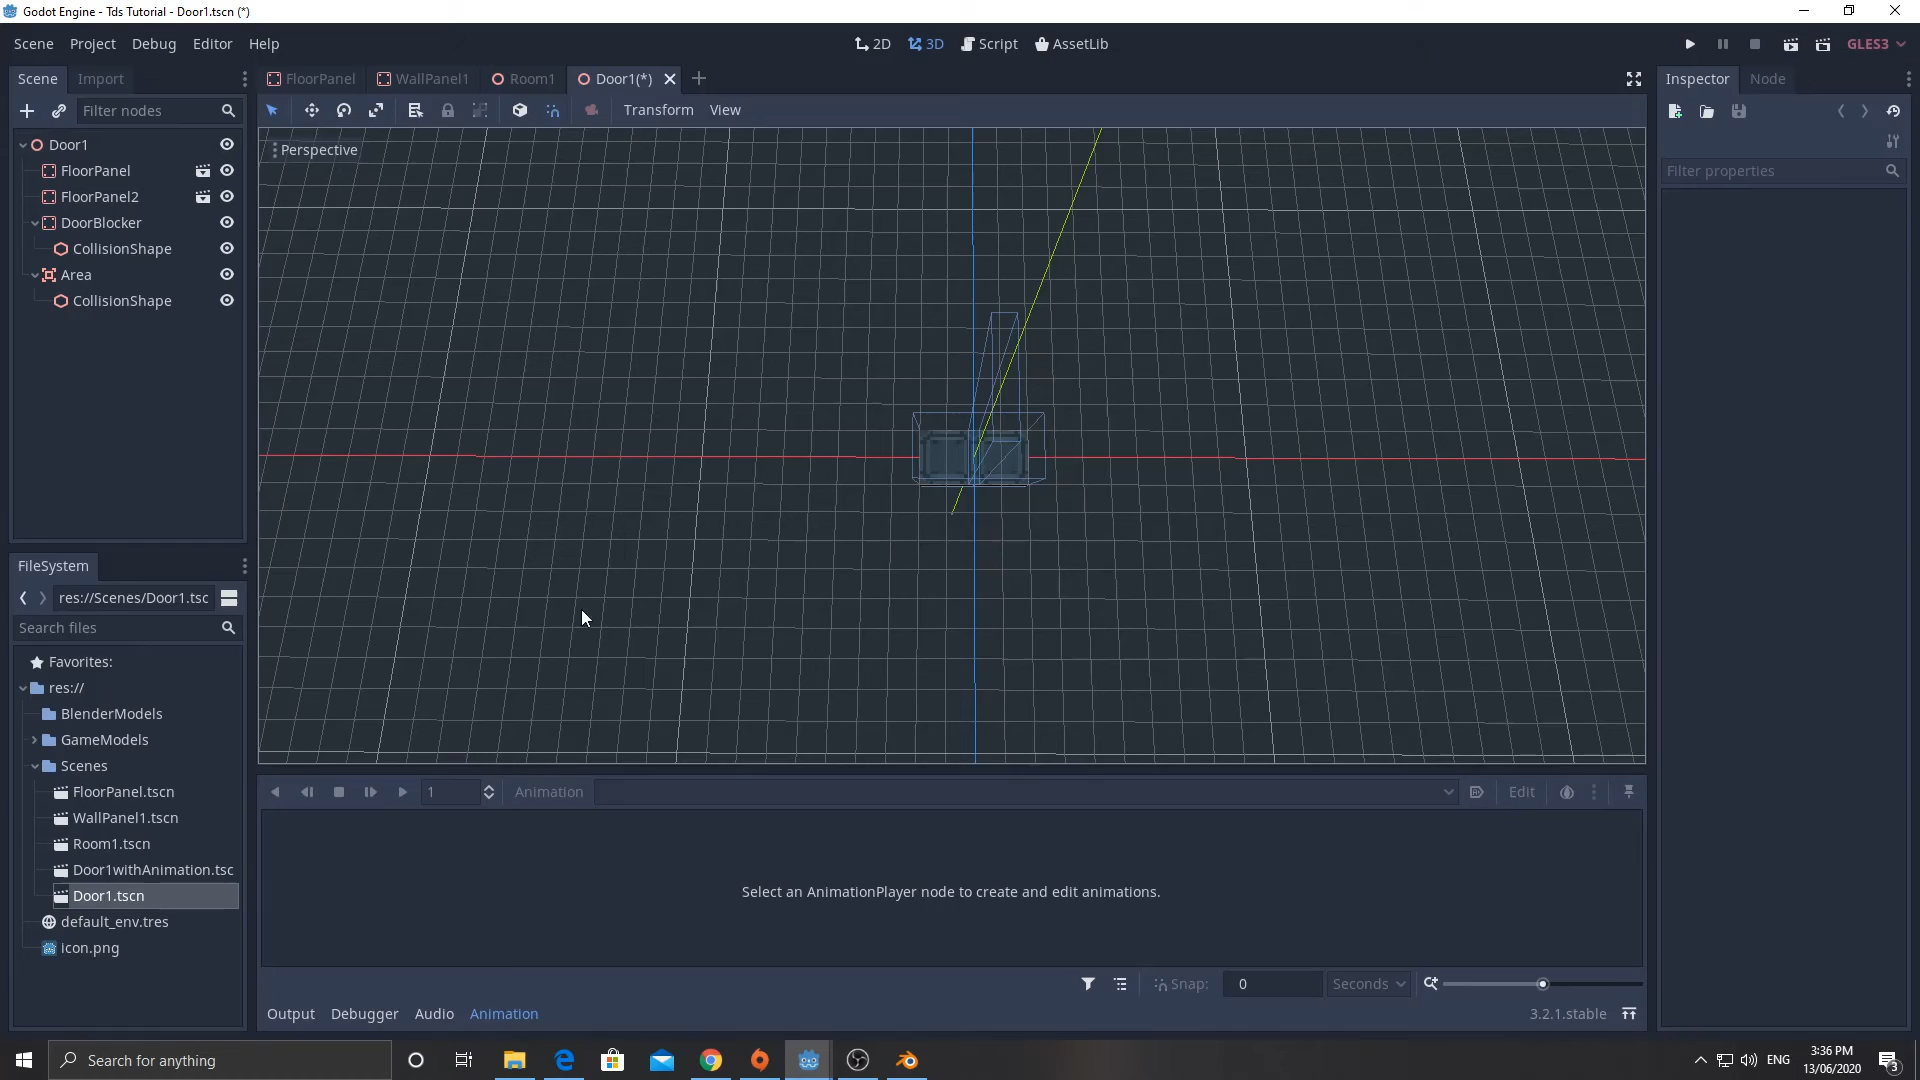 Godot Engine - Tds Tutorial - Door1.tscn (*)
Scene Project Debug Editor Help
2D 3D Script AssetLib
GLES3
Scene Import
FloorPanel WallPanel1 Room1 Door1(*)
Inspector Node
Filter nodes
Transform View
Perspective
Filter properties
Door1
FloorPanel
FloorPanel2
DoorBlocker
CollisionShape
Area
CollisionShape
FileSystem
res://Scenes/Door1.tsc
Search files
Favorites:
res://
BlenderModels
GameModels
Scenes
FloorPanel.tscn
WallPanel1.tscn
Room1.tscn
Door1withAnimation.tsc
Door1.tscn
default_env.tres
icon.png
1 Animation Edit
Select an AnimationPlayer node to create and edit animations.
Snap: 0 Seconds
Output Debugger Audio Animation
3.2.1.stable
Search for anything
ENG
3:36 PM
13/06/2020
3